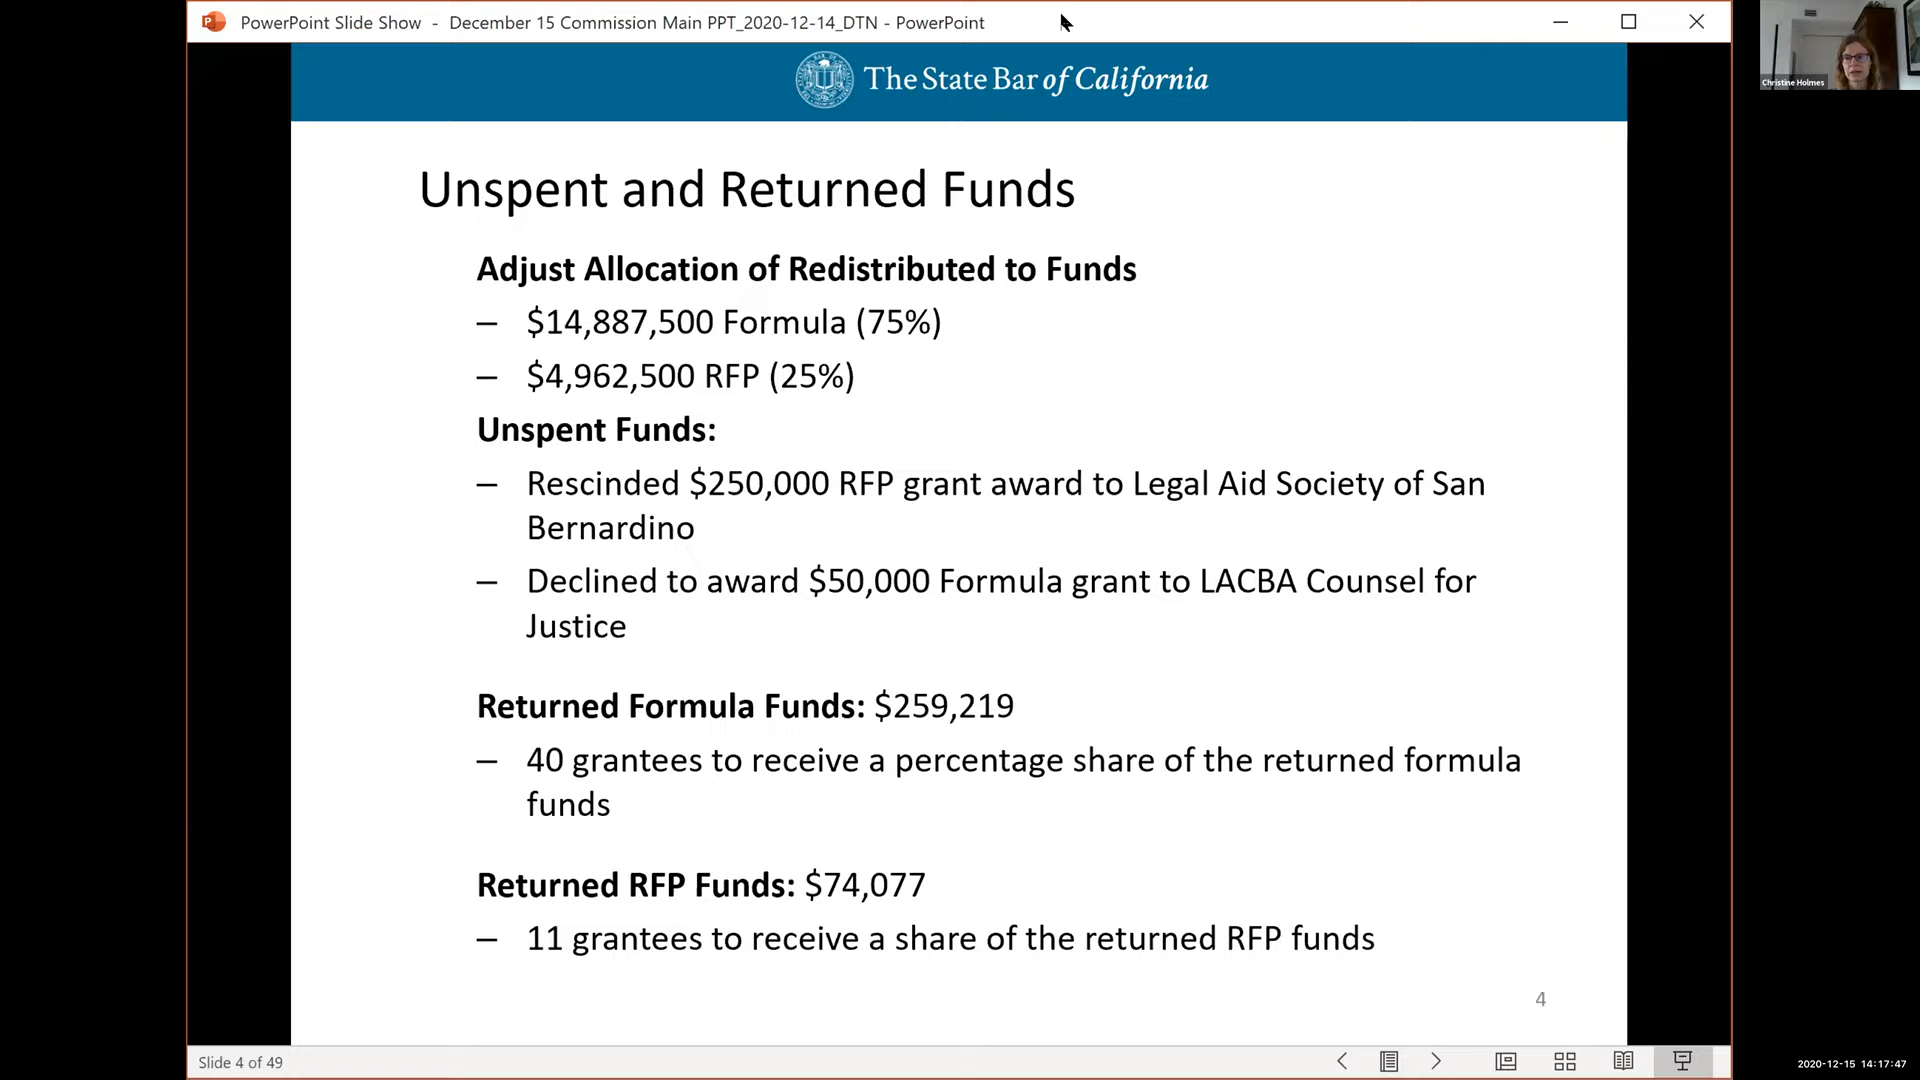 PowerPoint Slide Show - December 15 Commission Main PPT_2020-12-14_DTN - PowerPoint
Christine Holmes
The State Bar of California
Unspent and Returned Funds
Adjust Allocation of Redistributed to Funds
– $14,887,500 Formula (75%)
– $4,962,500 RFP (25%)
Unspent Funds:
– Rescinded $250,000 RFP grant award to Legal Aid Society of San
Bernardino
– Declined to award $50,000 Formula grant to LACBA Counsel for
Justice
Returned Formula Funds: $259,219
– 40 grantees to receive a percentage share of the returned formula
funds
Returned RFP Funds: $74,077
– 11 grantees to receive a share of the returned RFP funds
4
Slide 4 of 49
2020-12-15 14:17:47